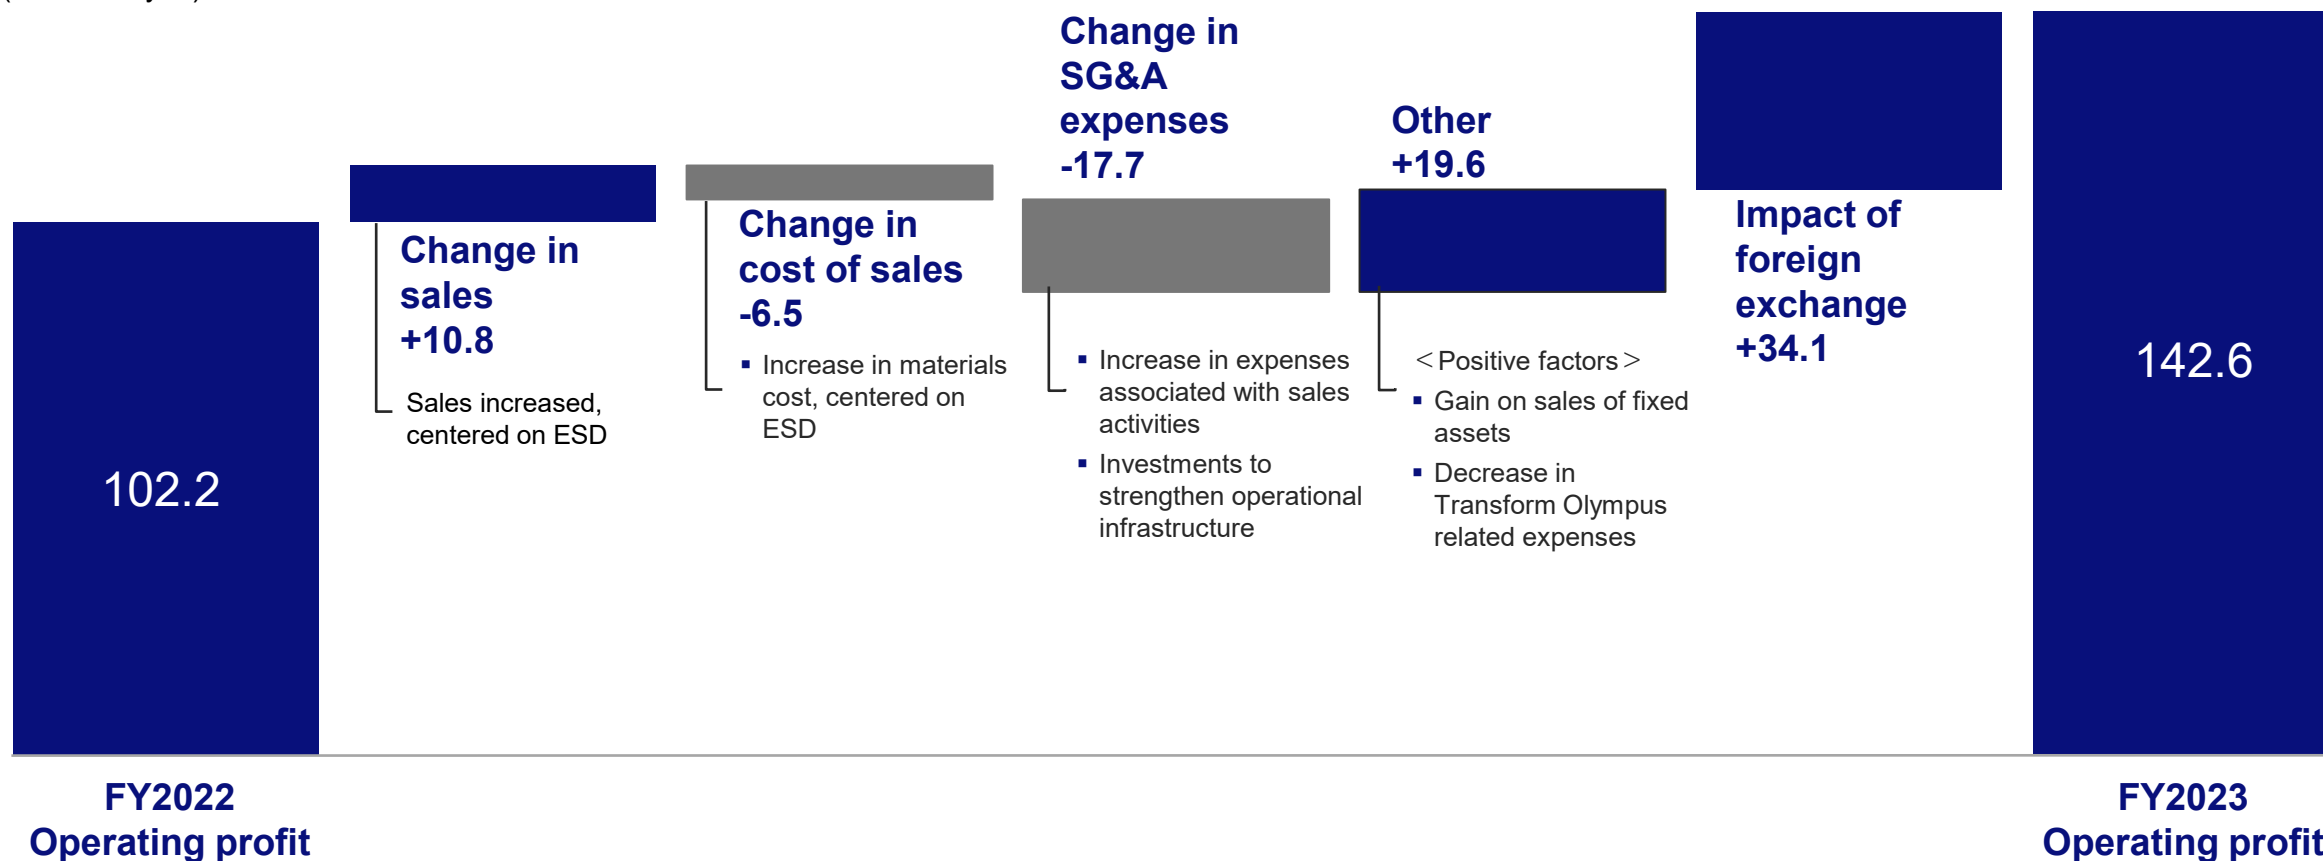 Change in
SG&A
expenses
-17.7
Other
+19.6
Change in
sales
+10.8
Sales increased,
centered on ESD
Change in
cost of sales
-6.5
▪ Increase in materials
cost, centered on
ESD
▪ Increase in expenses
associated with sales
activities
▪ Investments to
strengthen operational
infrastructure
<Positive factors>
▪ Gain on sales of fixed
assets
▪ Decrease in
Transform Olympus
related expenses
Impact of
foreign
exchange
+34.1
102.2
142.6
FY2022
Operating profit
FY2023
Operating profit